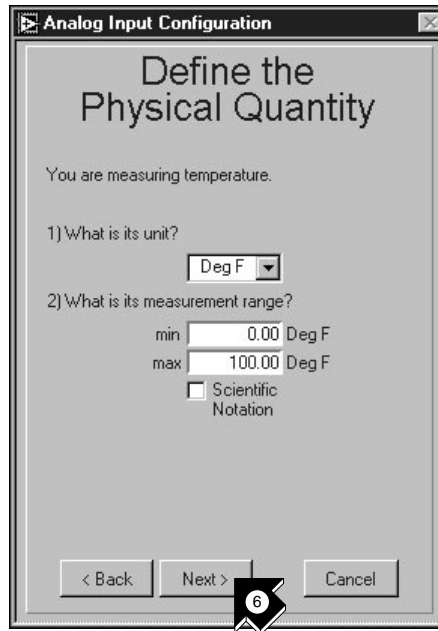 Analog Input Configuration
Define the
Physical Quantity
You are measuring temperature.
1) What is its unit?
Deg F
2) What is its measurement range?
min 0.00 Deg F
max 100.00 Deg F
Scientific
Notation
< Back Next > Cancel
6